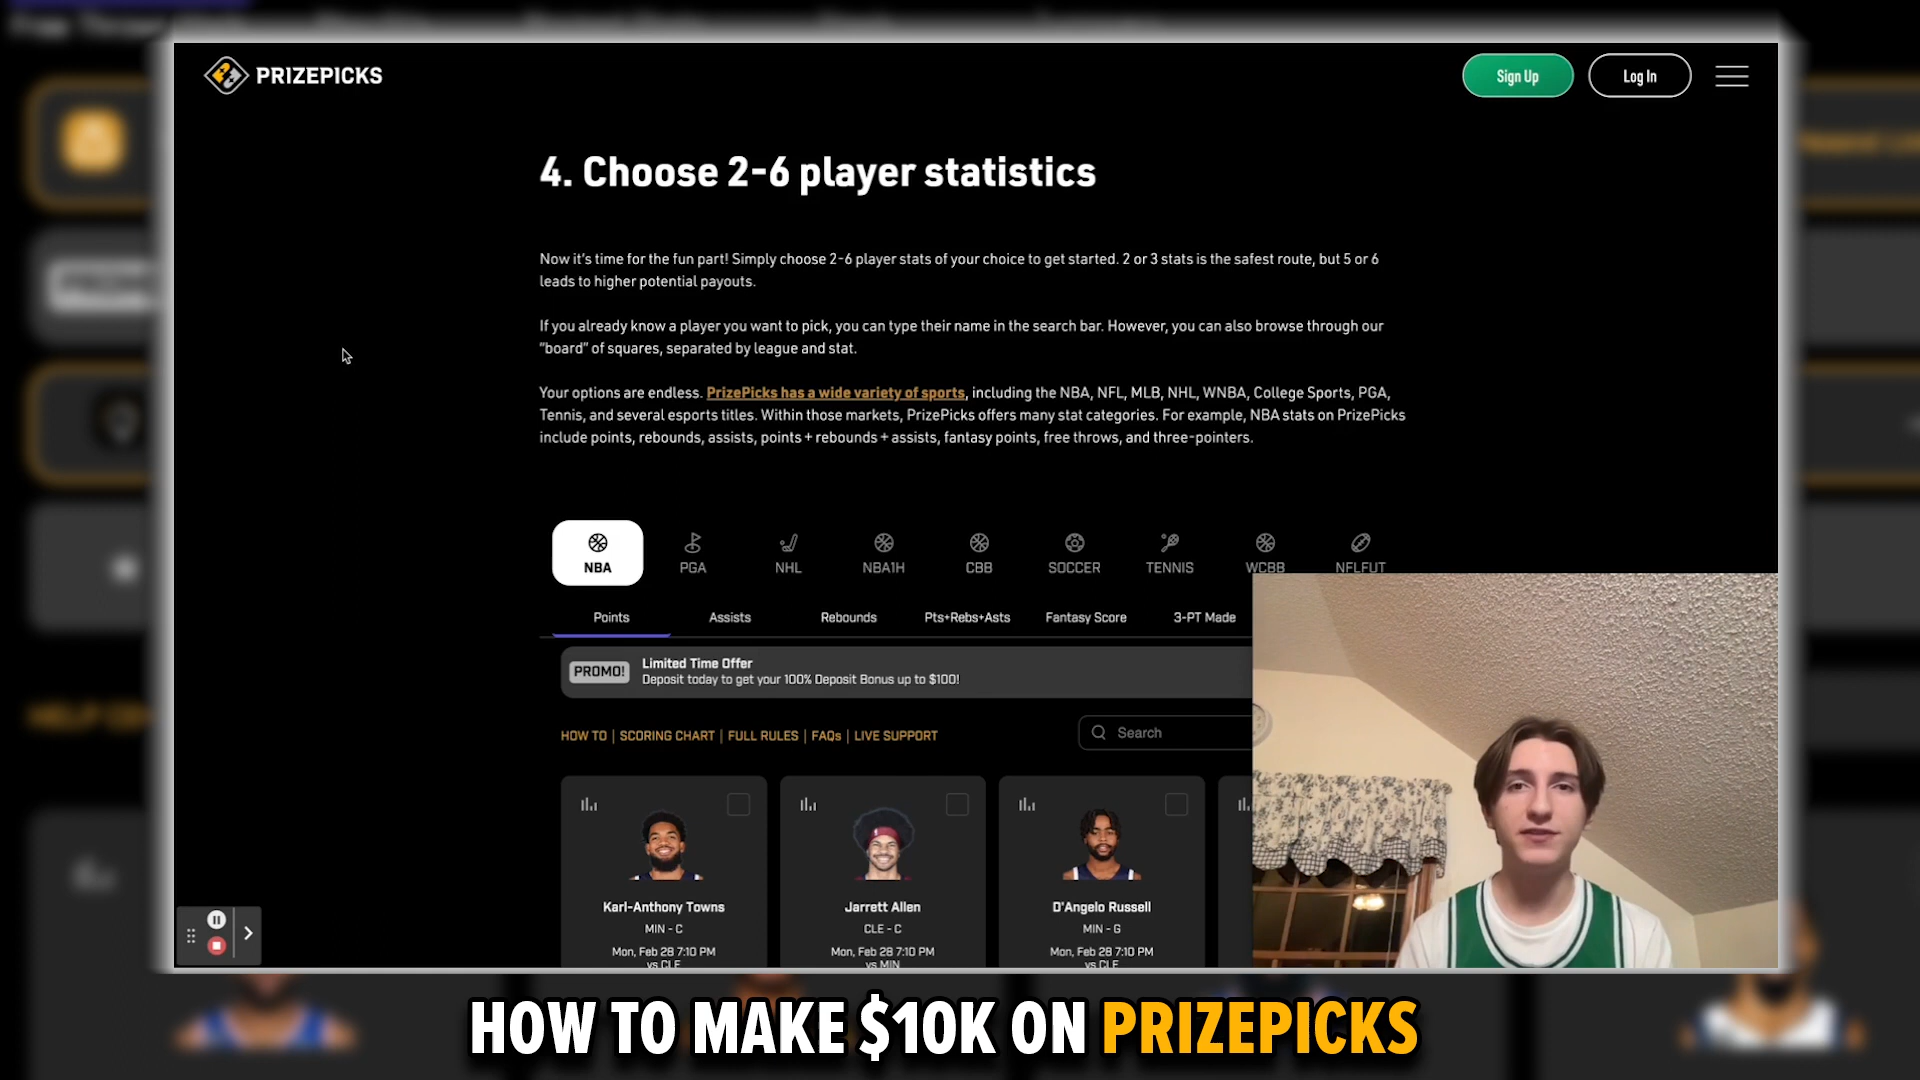 PRIZEPICKS
Sign Up
Log In
4. Choose 2-6 player statistics
Now it's time for the fun part! Simply choose 2-6 player stats of your choice to get started. 2 or 3 stats is the safest route, but 5 or 6
leads to higher potential payouts.
If you already know a player you want to pick, you can type their name in the search bar. However, you can also browse through our
"board" of squares, separated by league and stat.
Your options are endless. PrizePicks has a wide variety of sports, including the NBA, NFL, MLB, NHL, WNBA, College Sports, PGA,
Tennis, and several esports titles. Within those markets, PrizePicks offers many stat categories. For example, NBA stats on PrizePicks
include points, rebounds, assists, points + rebounds + assists, fantasy points, free throws, and three-pointers.
NBA PGA NHL NBA1H CBB SOCCER TENNIS WCBB NFLFUT
Points Assists Rebounds Pts+Rebs+Asts Fantasy Score 3-PT Made
PROMO! Limited Time Offer
Deposit today to get your 100% Deposit Bonus up to $100!
HOW TO | SCORING CHART | FULL RULES | FAQs | LIVE SUPPORT
Search
Karl-Anthony Towns
MIN - C
Mon, Feb 28 7:10 PM
vs CLE
Jarrett Allen
CLE - C
Mon, Feb 28 7:10 PM
vs MIN
D'Angelo Russell
MIN - G
Mon, Feb 28 7:10 PM
vs CLE
HOW TO MAKE $10K ON PRIZEPICKS